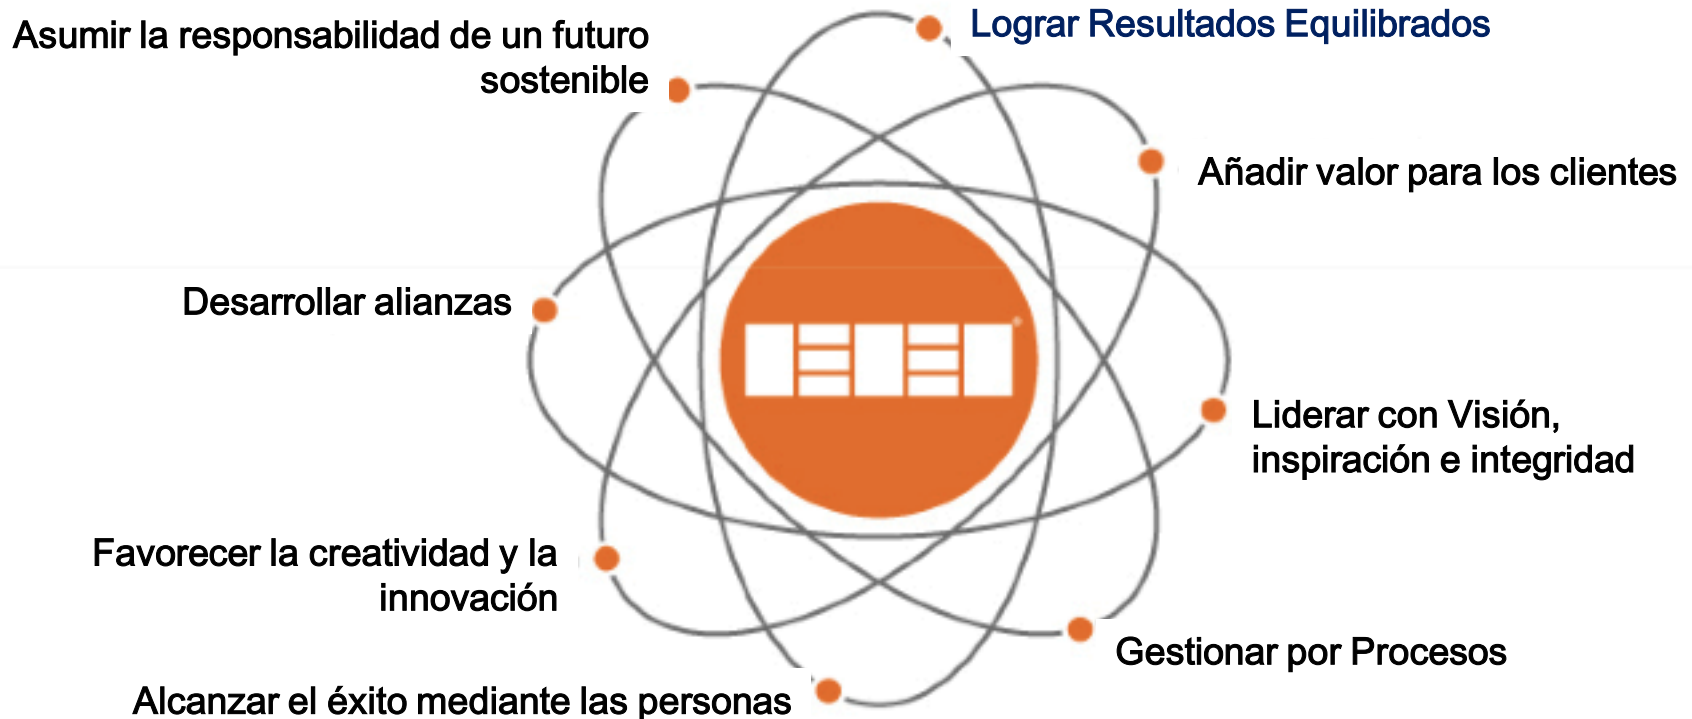 Lograr Resultados Equilibrados
Asumir la responsabilidad de un futuro
sostenible
Añadir valor para los clientes
Desarrollar alianzas
Liderar con Visión,
inspiración e integridad
Favorecer la creatividad y la
innovación
Gestionar por Procesos
Alcanzar el éxito mediante las personas